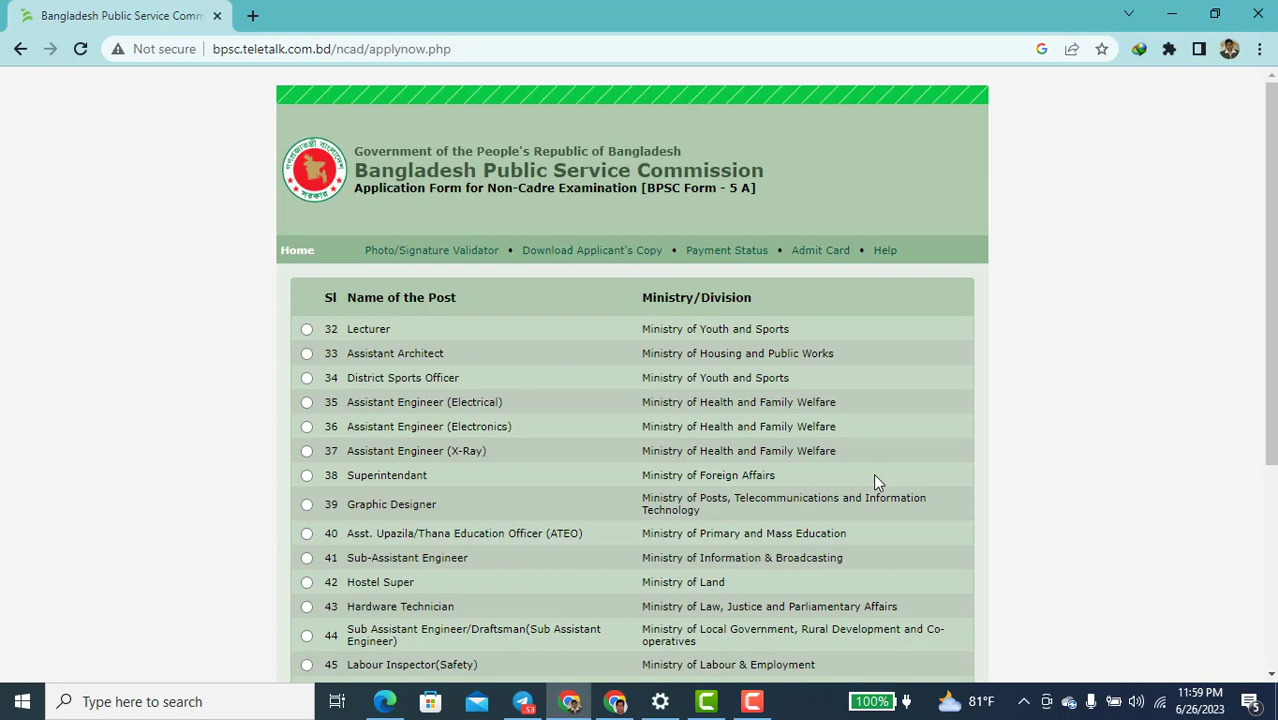 Bangladesh Public Service Comm
Not secure
bpsc.teletalk.com.bd/ncad/applynow.php
গণপ্রজাতন্ত্রী বাংলাদেশ
সরকার
Government of the People's Republic of Bangladesh
Bangladesh Public Service Commission
Application Form for Non-Cadre Examination [BPSC Form - 5 A]
Home Photo/Signature Validator • Download Applicant's Copy • Payment Status • Admit Card • Help
Sl Name of the Post Ministry/Division
32 Lecturer Ministry of Youth and Sports
33 Assistant Architect Ministry of Housing and Public Works
34 District Sports Officer Ministry of Youth and Sports
35 Assistant Engineer (Electrical) Ministry of Health and Family Welfare
36 Assistant Engineer (Electronics) Ministry of Health and Family Welfare
37 Assistant Engineer (X-Ray) Ministry of Health and Family Welfare
38 Superintendant Ministry of Foreign Affairs
39 Graphic Designer Ministry of Posts, Telecommunications and Information
Technology
40 Asst. Upazila/Thana Education Officer (ATEO) Ministry of Primary and Mass Education
41 Sub-Assistant Engineer Ministry of Information & Broadcasting
42 Hostel Super Ministry of Land
43 Hardware Technician Ministry of Law, Justice and Parliamentary Affairs
44 Sub Assistant Engineer/Draftsman(Sub Assistant
Engineer)
Ministry of Local Government, Rural Development and Co-
operatives
45 Labour Inspector(Safety) Ministry of Labour & Employment
Type here to search
53
100%
81°F
11:59 PM
6/26/2023
5